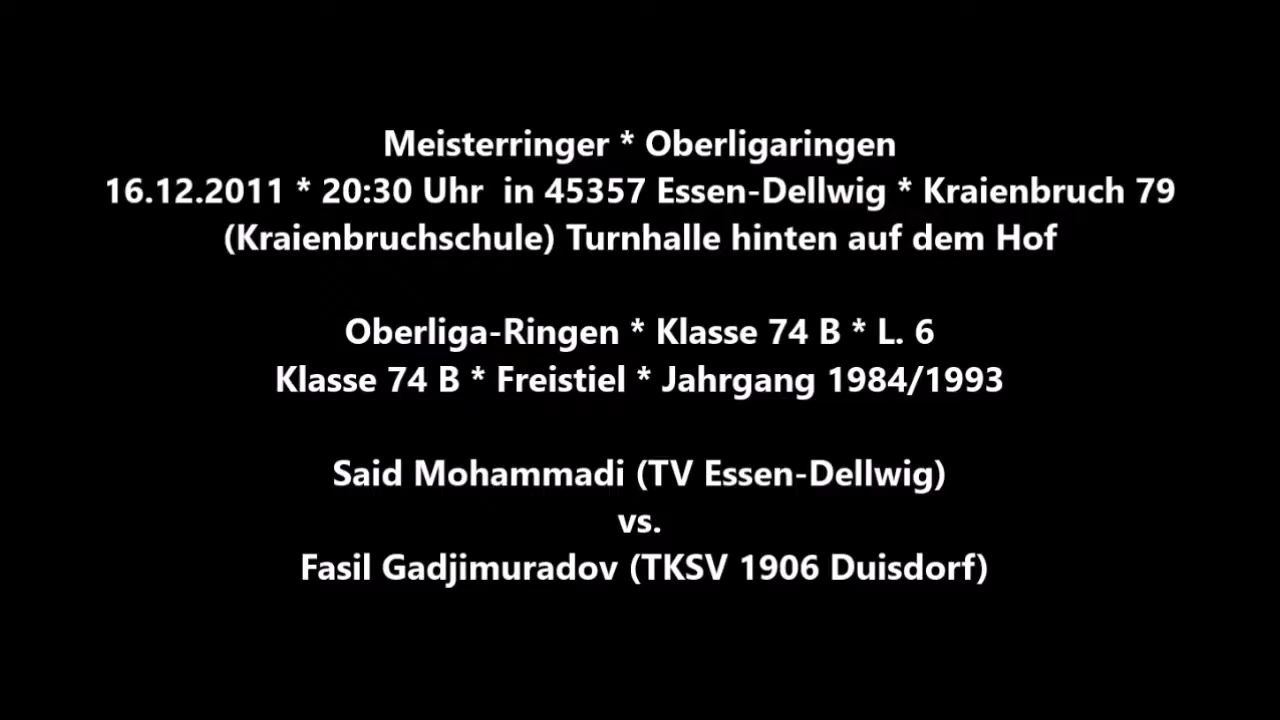 Meisterringer * Oberligaringen
16.12.2011 * 20:30 Uhr  in 45357 Essen-Dellwig * Kraienbruch 79
(Kraienbruchschule) Turnhalle hinten auf dem Hof
Oberliga-Ringen * Klasse 74 B * L. 6
Klasse 74 B * Freistiel * Jahrgang 1984/1993
Said Mohammadi (TV Essen-Dellwig)
vs.
Fasil Gadjimuradov (TKSV 1906 Duisdorf)